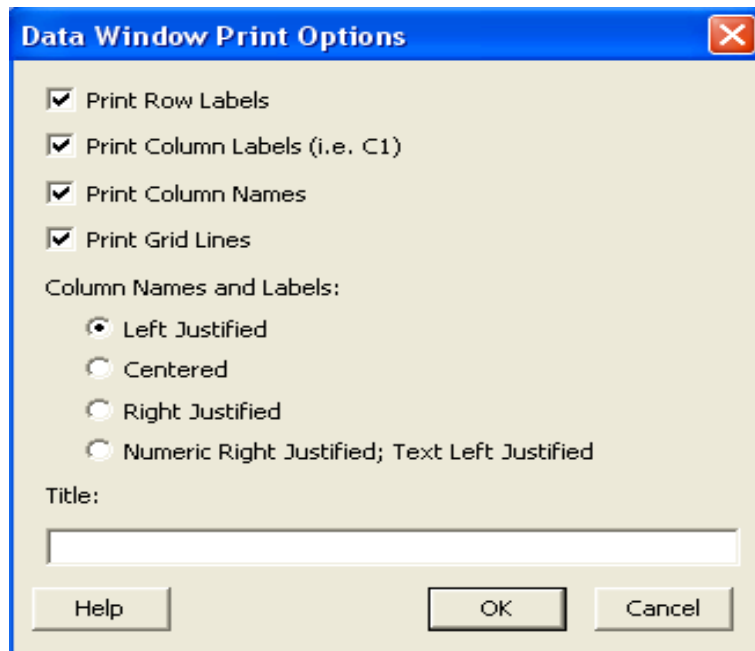 Data Window Print Options
Print Row Labels
Print Column Labels (i.e. C1)
Print Column Names
Print Grid Lines
Column Names and Labels:
Left Justified
Centered
Right Justified
Numeric Right Justified; Text Left Justified
Title:
Help OK Cancel